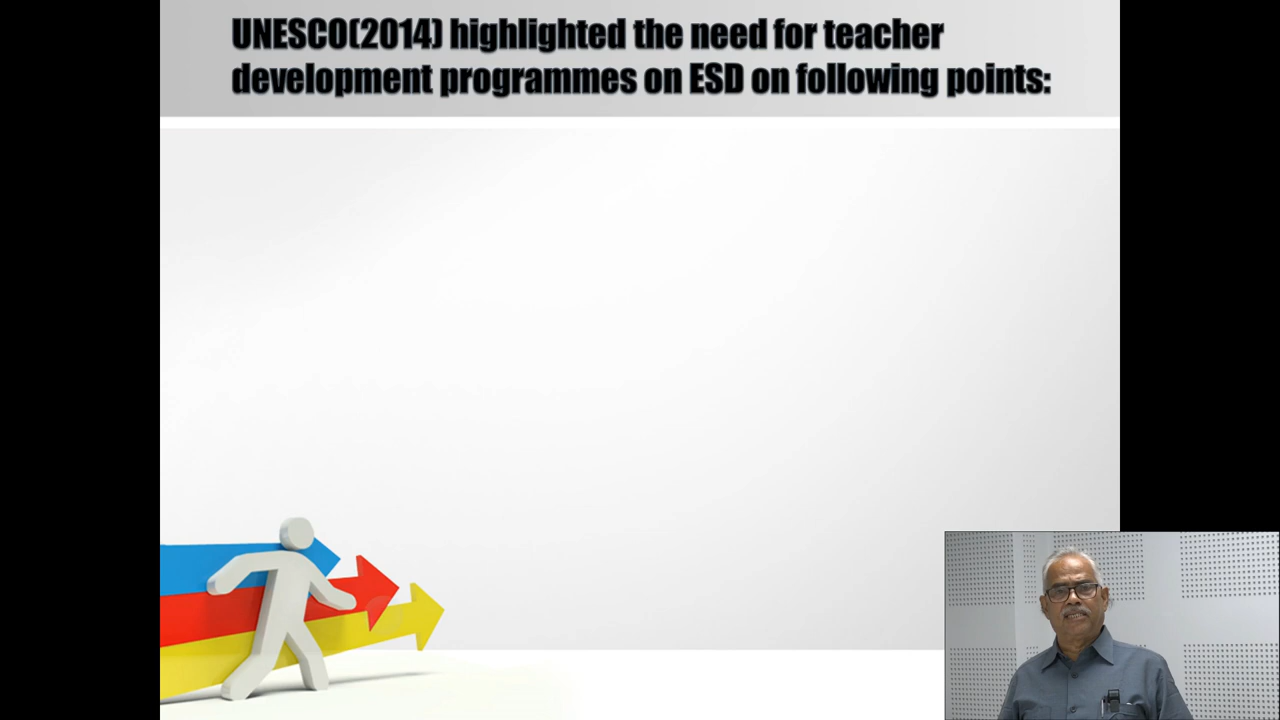 UNESCO(2014) highlighted the need for teacher
development programmes on ESD on following points: